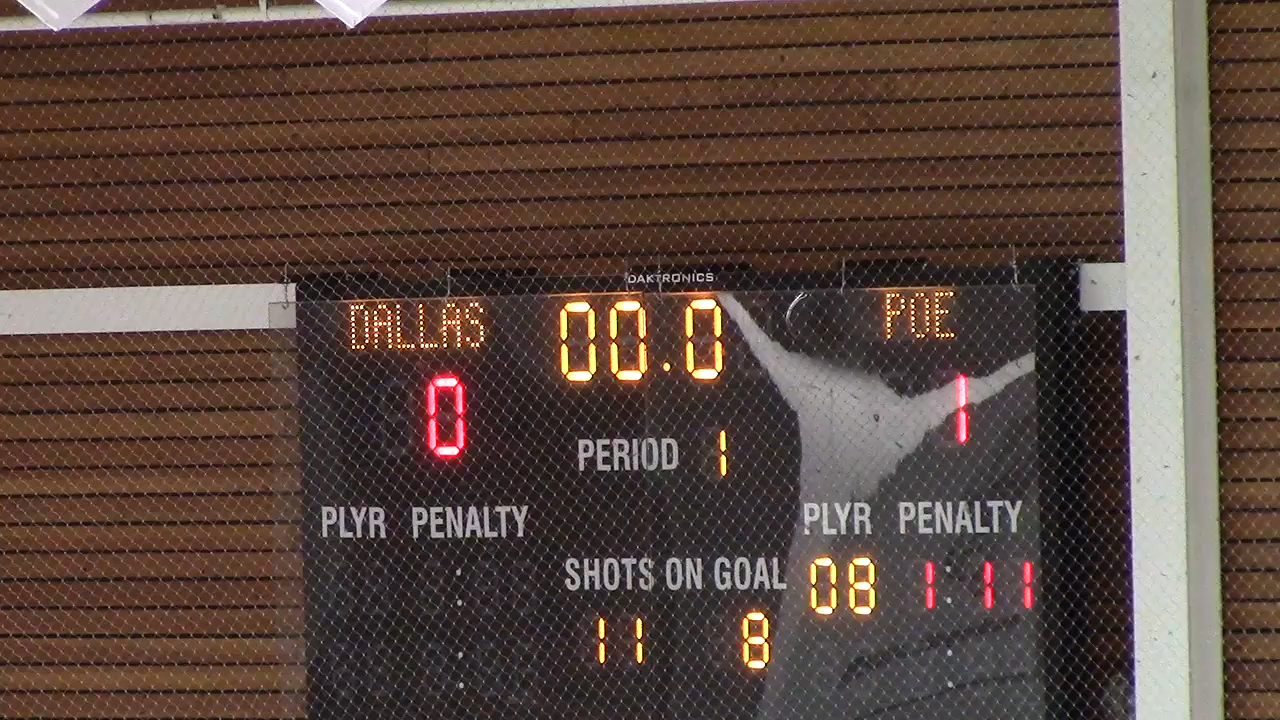 DAKTRONICS
DALLAS 00.0 POE
0 1
PERIOD 1
PLYR PENALTY PLYR PENALTY
SHOTS ON GOAL 08 1:11
11 8